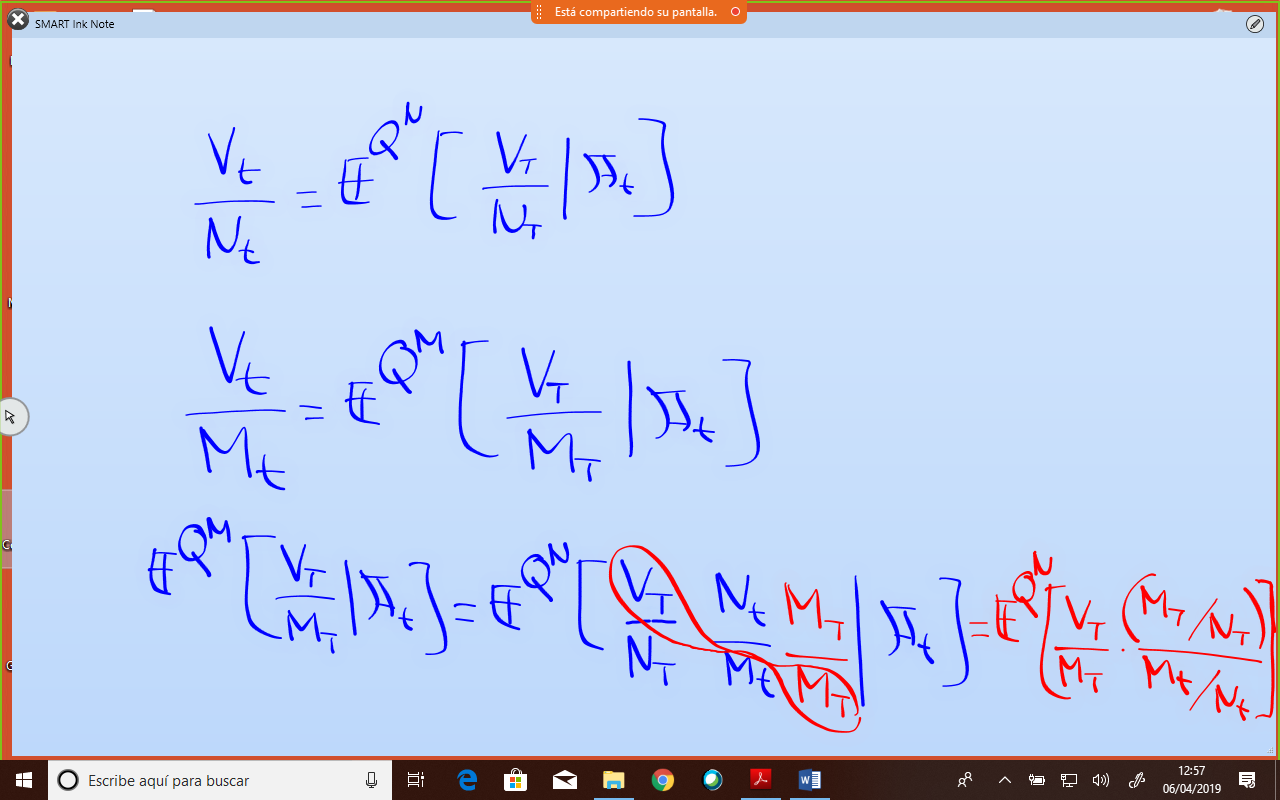 Está compartiendo su pantalla.
SMART Ink Note
V_t / N_t = 𝔼^{Q^N} [ V_T / N_T | 𝔽_t ]
V_t / M_t = 𝔼^{Q^M} [ V_T / M_T | 𝔽_t ]
𝔼^{Q^M} [ V_T / M_T | 𝔽_t ] = 𝔼^{Q^N} [ V_T / N_T N_t / M_t M_T / M_T | 𝔽_t ] = 𝔼^{Q^N} [ V_T / M_T · (M_T/N_T) / (M_t/N_t) ]
Escribe aquí para buscar
12:57
06/04/2019